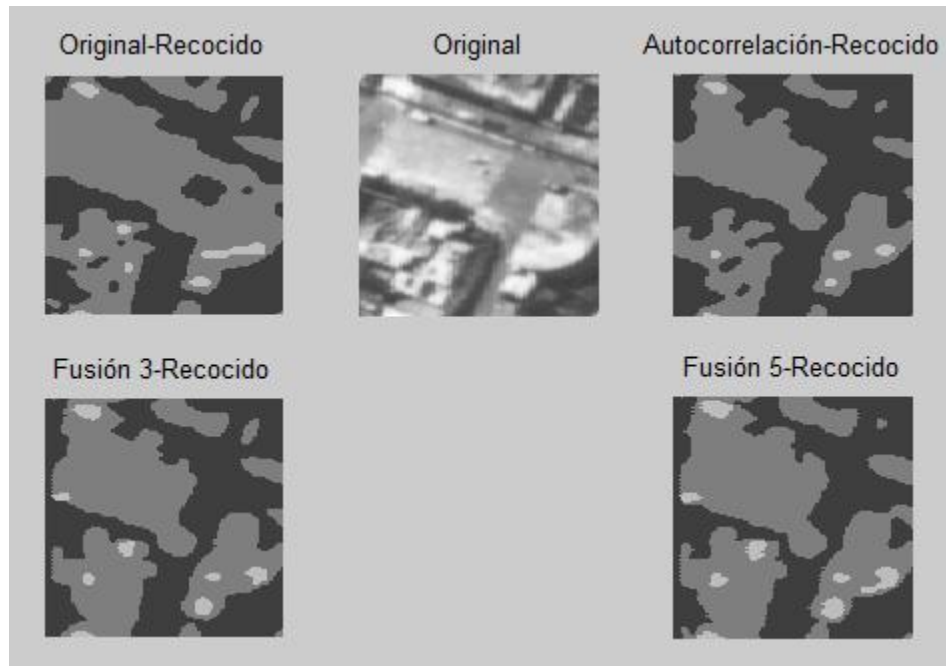 Original-Recocido
Original
Autocorrelación-Recocido
Fusión 3-Recocido
Fusión 5-Recocido